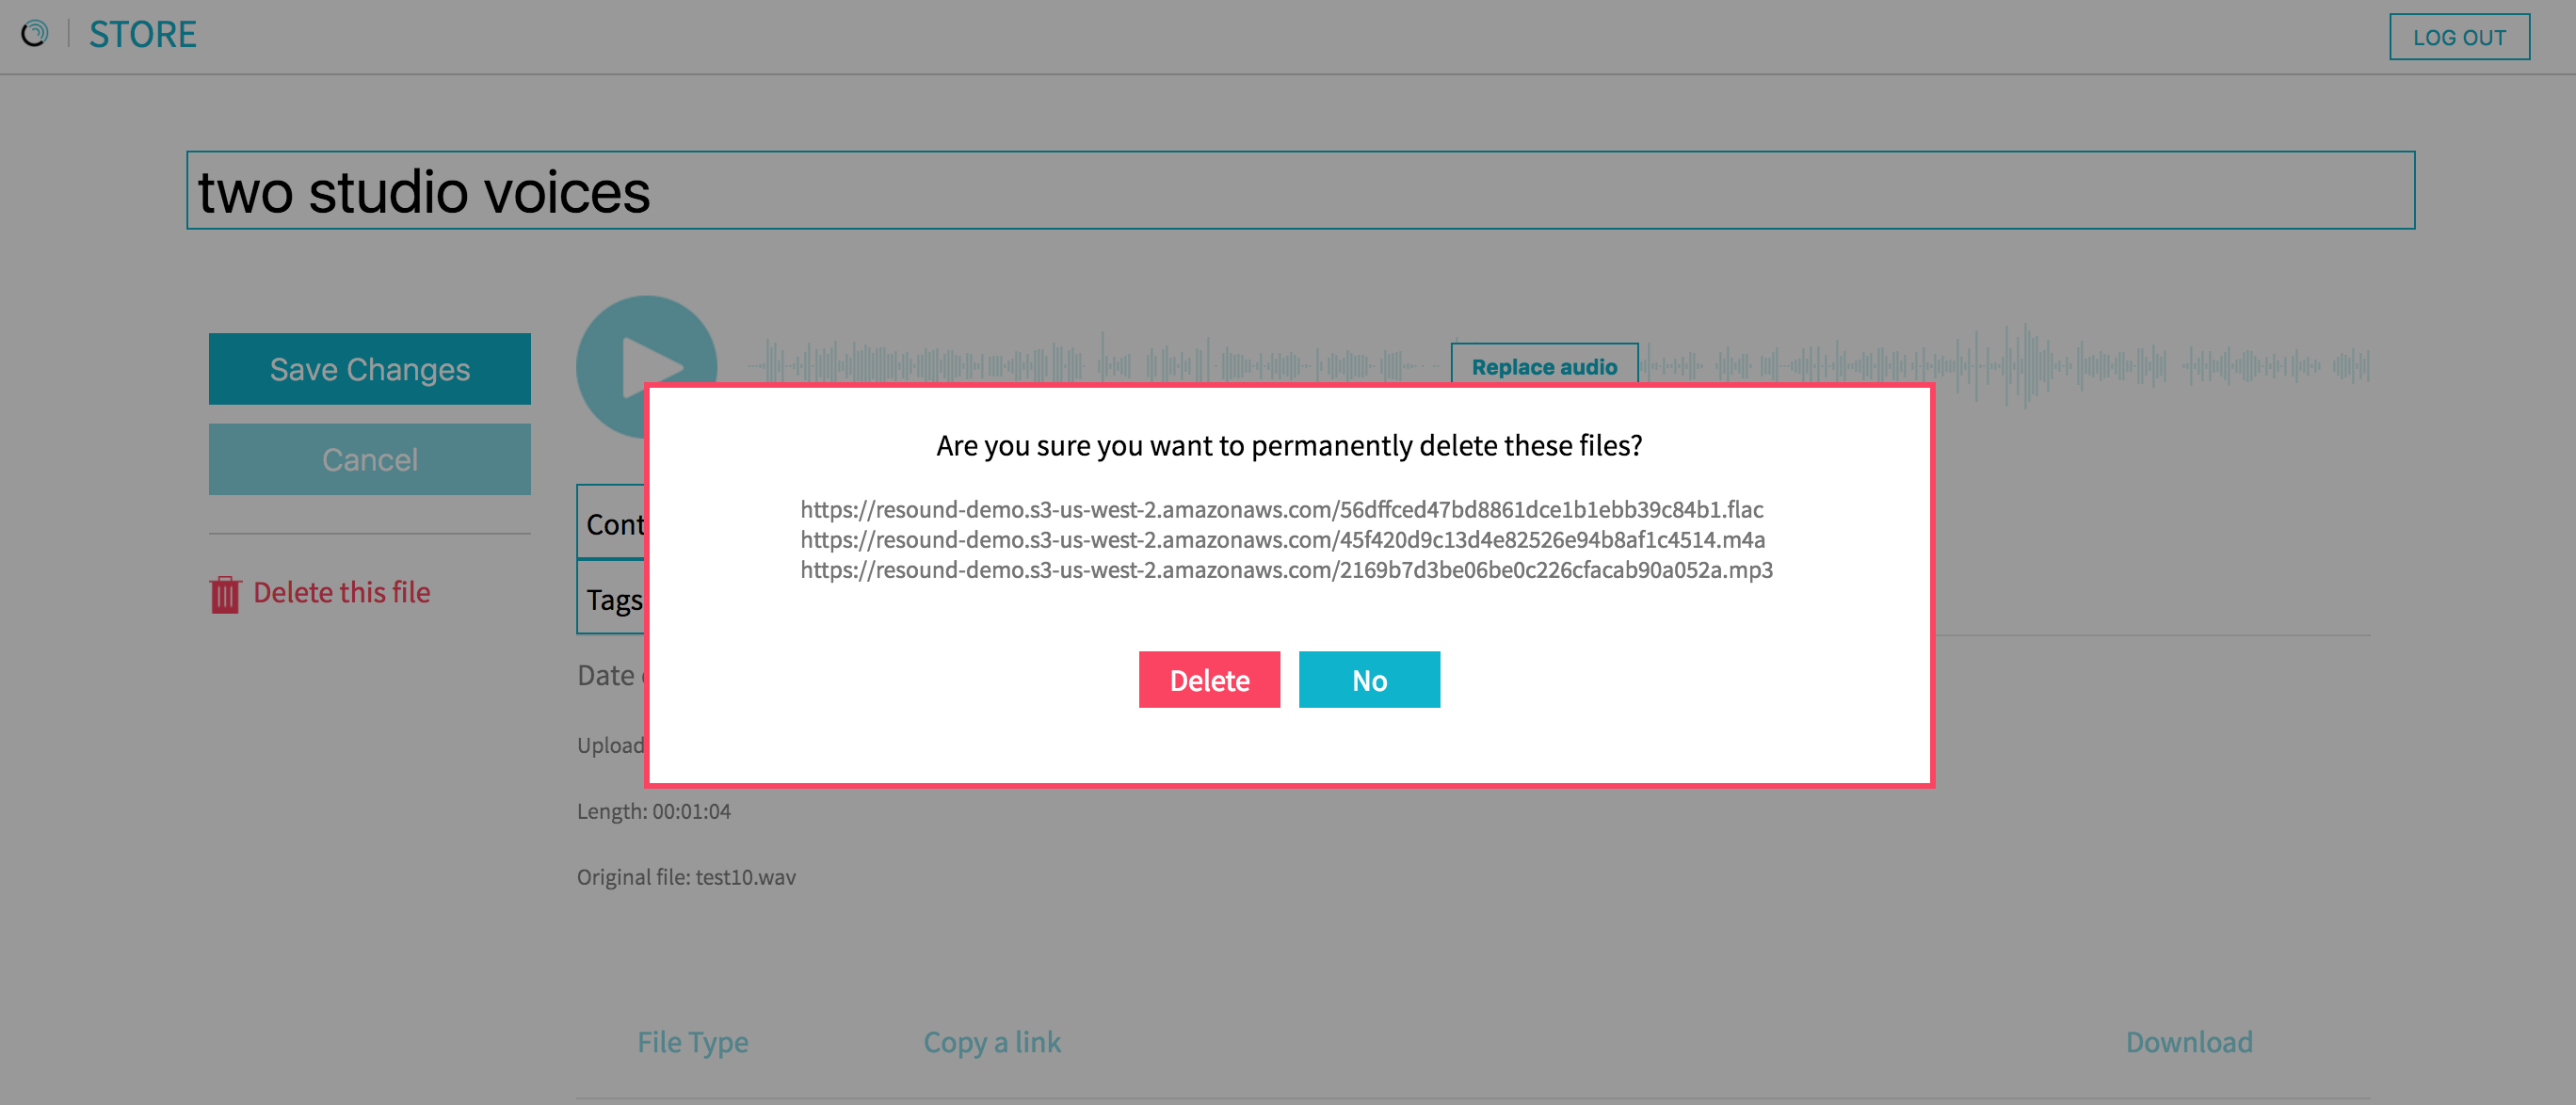 STORE
LOG OUT
two studio voices
Save Changes
Replace audio
Cancel
Are you sure you want to permanently delete these files?
https://resound-demo.s3-us-west-2.amazonaws.com/56dffced47bd8861dce1b1ebb39c84b1.flac
https://resound-demo.s3-us-west-2.amazonaws.com/45f420d9c13d4e82526e94b8af1c4514.m4a
https://resound-demo.s3-us-west-2.amazonaws.com/2169b7d3be06be0c226cfacab90a052a.mp3
Delete
No
Delete this file
Cont
Tags
Date
Upload
Length: 00:01:04
Original file: test10.wav
File Type
Copy a link
Download